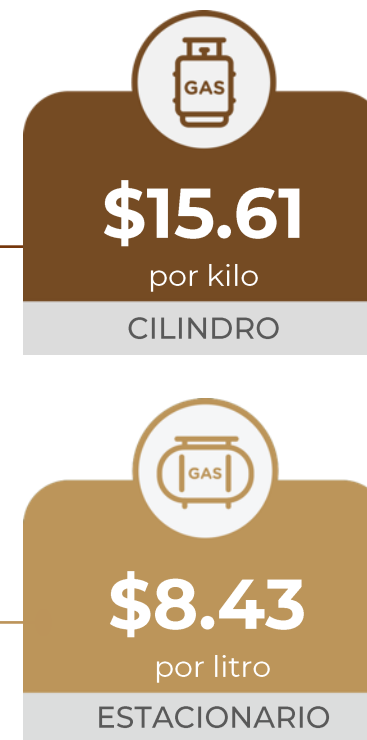 GAS
$15.61
por kilo
CILINDRO
GAS
$8.43
por litro
ESTACIONARIO